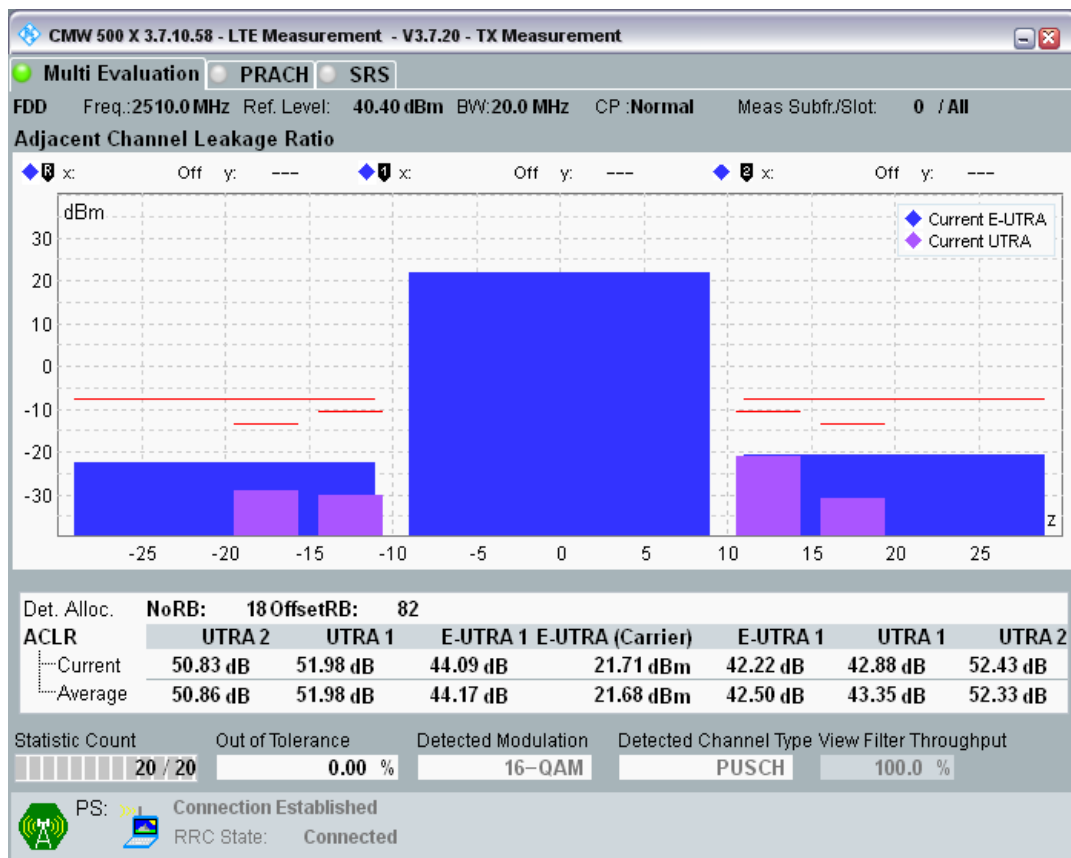 CMW 500 X 3.7.10.58 - LTE Measurement - V3.7.20 - TX Measurement
Multi Evaluation PRACH SRS
FDD Freg.:2510.0 MHz Ref. Level: 40.40 dBm BW:20.0 MHz CP :Normal Meas Subfr./Slot: 0 / All
Adjacent Channel Leakage Ratio
R x: Off y: --- 1 x: Off y: --- 2 x: Off y: ---
dBm
Current E-UTRA
Current UTRA
30
20
10
0
-10
-20
-30
z
-25 -20 -15 -10 -5 0 5 10 15 20 25
Det. Alloc. NoRB: 18 OffsetRB: 82
ACLR UTRA 2 UTRA 1 E-UTRA 1 E-UTRA (Carrier) E-UTRA 1 UTRA 1 UTRA 2
Current 50.83 dB 51.98 dB 44.09 dB 21.71 dBm 42.22 dB 42.88 dB 52.43 dB
Average 50.86 dB 51.98 dB 44.17 dB 21.68 dBm 42.50 dB 43.35 dB 52.33 dB
Statistic Count Out of Tolerance Detected Modulation Detected Channel Type View Filter Throughput
20 / 20 0.00 % 16-QAM PUSCH 100.0 %
PS: Connection Established
RRC State: Connected